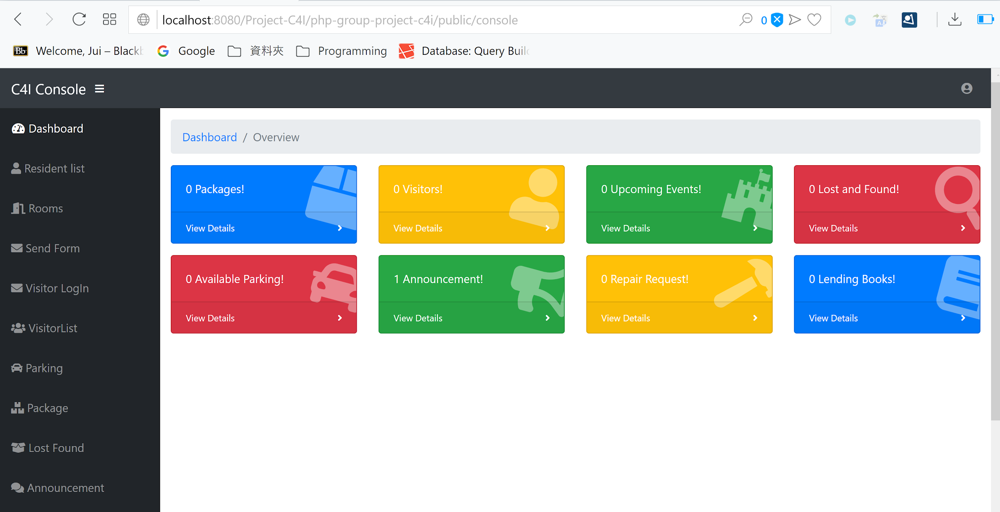 localhost:8080/Project-C4I/php-group-project-c4i/public/console
0
Bb Welcome, Jui – Google 資料夾 Programming Database: Query
C4I Console
Dashboard
Resident list
Rooms
Send Form
Visitor LogIn
VisitorList
Parking
Package
Lost Found
Announcement
Dashboard / Overview
0 Packages!
View Details
0 Visitors!
View Details
0 Upcoming Events!
View Details
0 Lost and Found!
View Details
0 Available Parking!
View Details
1 Announcement!
View Details
0 Repair Request!
View Details
0 Lending Books!
View Details